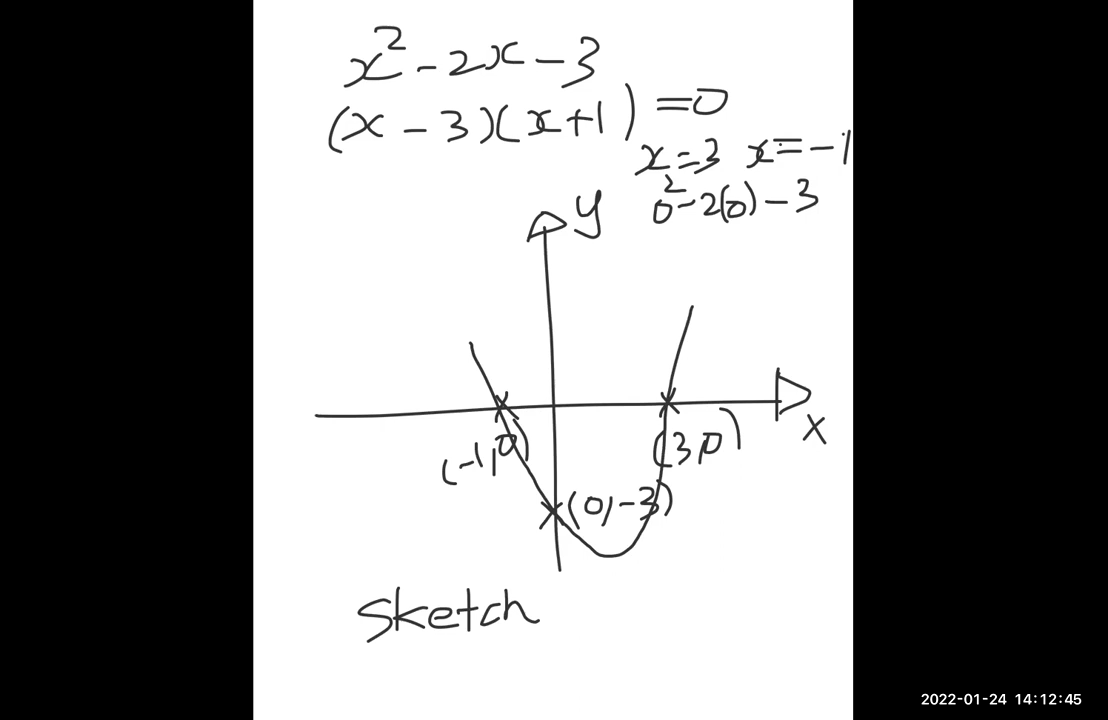 x² - 2x - 3
(x - 3)(x + 1) = 0
x = 3 x = -1
0² - 2(0) - 3
y
x
(-1,0)
(3,0)
(0,-3)
Sketch
2022-01-24 14:12:45